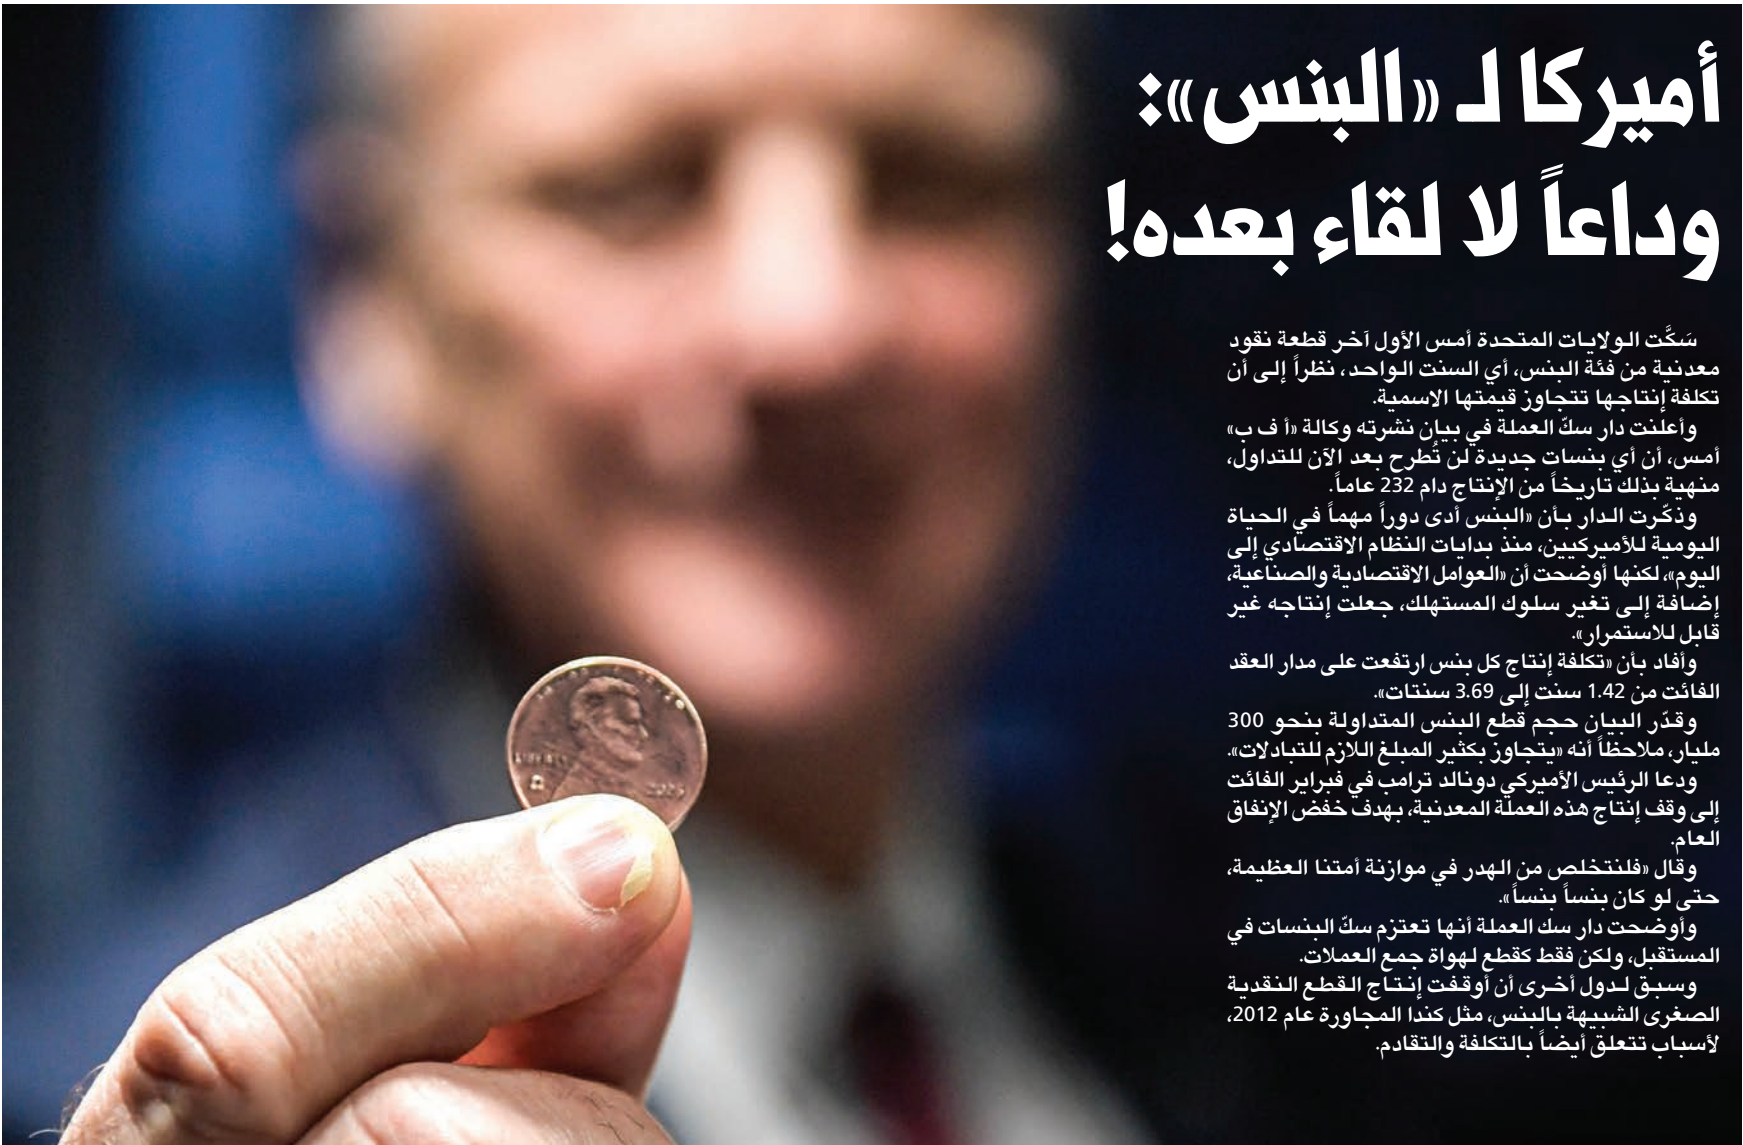 أميركا لـ «البنس»:
وداعاً لا لقاء بعده!
سَكَّت الولايات المتحدة أمس الأول آخر قطعة نقود
معدنية من فئة البنس، أي السنت الواحد، نظراً إلى أن
تكلفة إنتاجها تتجاوز قيمتها الاسمية.
وأعلنت دار سكّ العملة في بيان نشرته وكالة «أ ف ب»
أمس، أن أي بنسات جديدة لن تُطرح بعد الآن للتداول،
منهية بذلك تاريخاً من الإنتاج دام 232 عاماً.
وذكّرت الدار بأن «البنس أدى دوراً مهماً في الحياة
اليومية للأميركيين، منذ بدايات النظام الاقتصادي إلى
اليوم»، لكنها أوضحت أن «العوامل الاقتصادية والصناعية،
إضافة إلى تغير سلوك المستهلك، جعلت إنتاجه غير
قابل للاستمرار».
وأفاد بأن «تكلفة إنتاج كل بنس ارتفعت على مدار العقد
الفائت من 1.42 سنت إلى 3.69 سنتات».
وقدّر البيان حجم قطع البنس المتداولة بنحو 300
مليار، ملاحظاً أنه «يتجاوز بكثير المبلغ اللازم للتبادلات».
ودعا الرئيس الأميركي دونالد ترامب في فبراير الفائت
إلى وقف إنتاج هذه العملة المعدنية، بهدف خفض الإنفاق
العام.
وقال «فلنتخلص من الهدر في موازنة أمتنا العظيمة،
حتى لو كان بنساً بنساً».
وأوضحت دار سك العملة أنها تعتزم سكّ البنسات في
المستقبل، ولكن فقط كقطع لهواة جمع العملات.
وسبق لدول أخرى أن أوقفت إنتاج القطع النقدية
الصغرى الشبيهة بالبنس، مثل كندا المجاورة عام 2012،
لأسباب تتعلق أيضاً بالتكلفة والتقادم.
LIBERTY